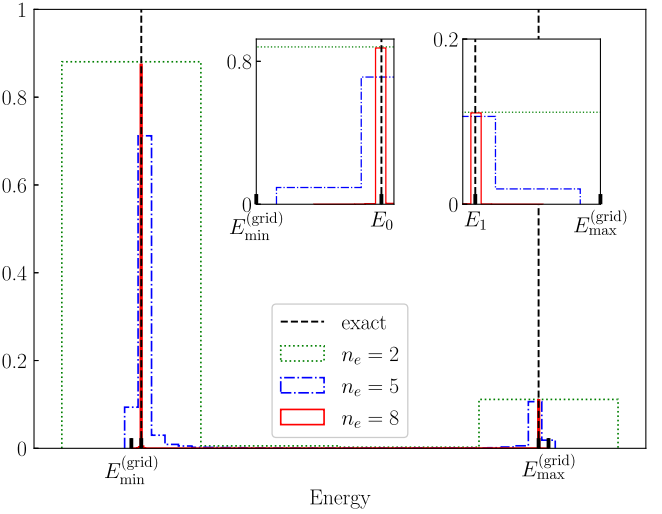 1
0.8
0.6
0.4
0.2
0
E_min^(grid)
E_max^(grid)
Energy
0.8
0
E_min^(grid)
E_0
0.2
0
E_1
E_max^(grid)
exact
n_e = 2
n_e = 5
n_e = 8